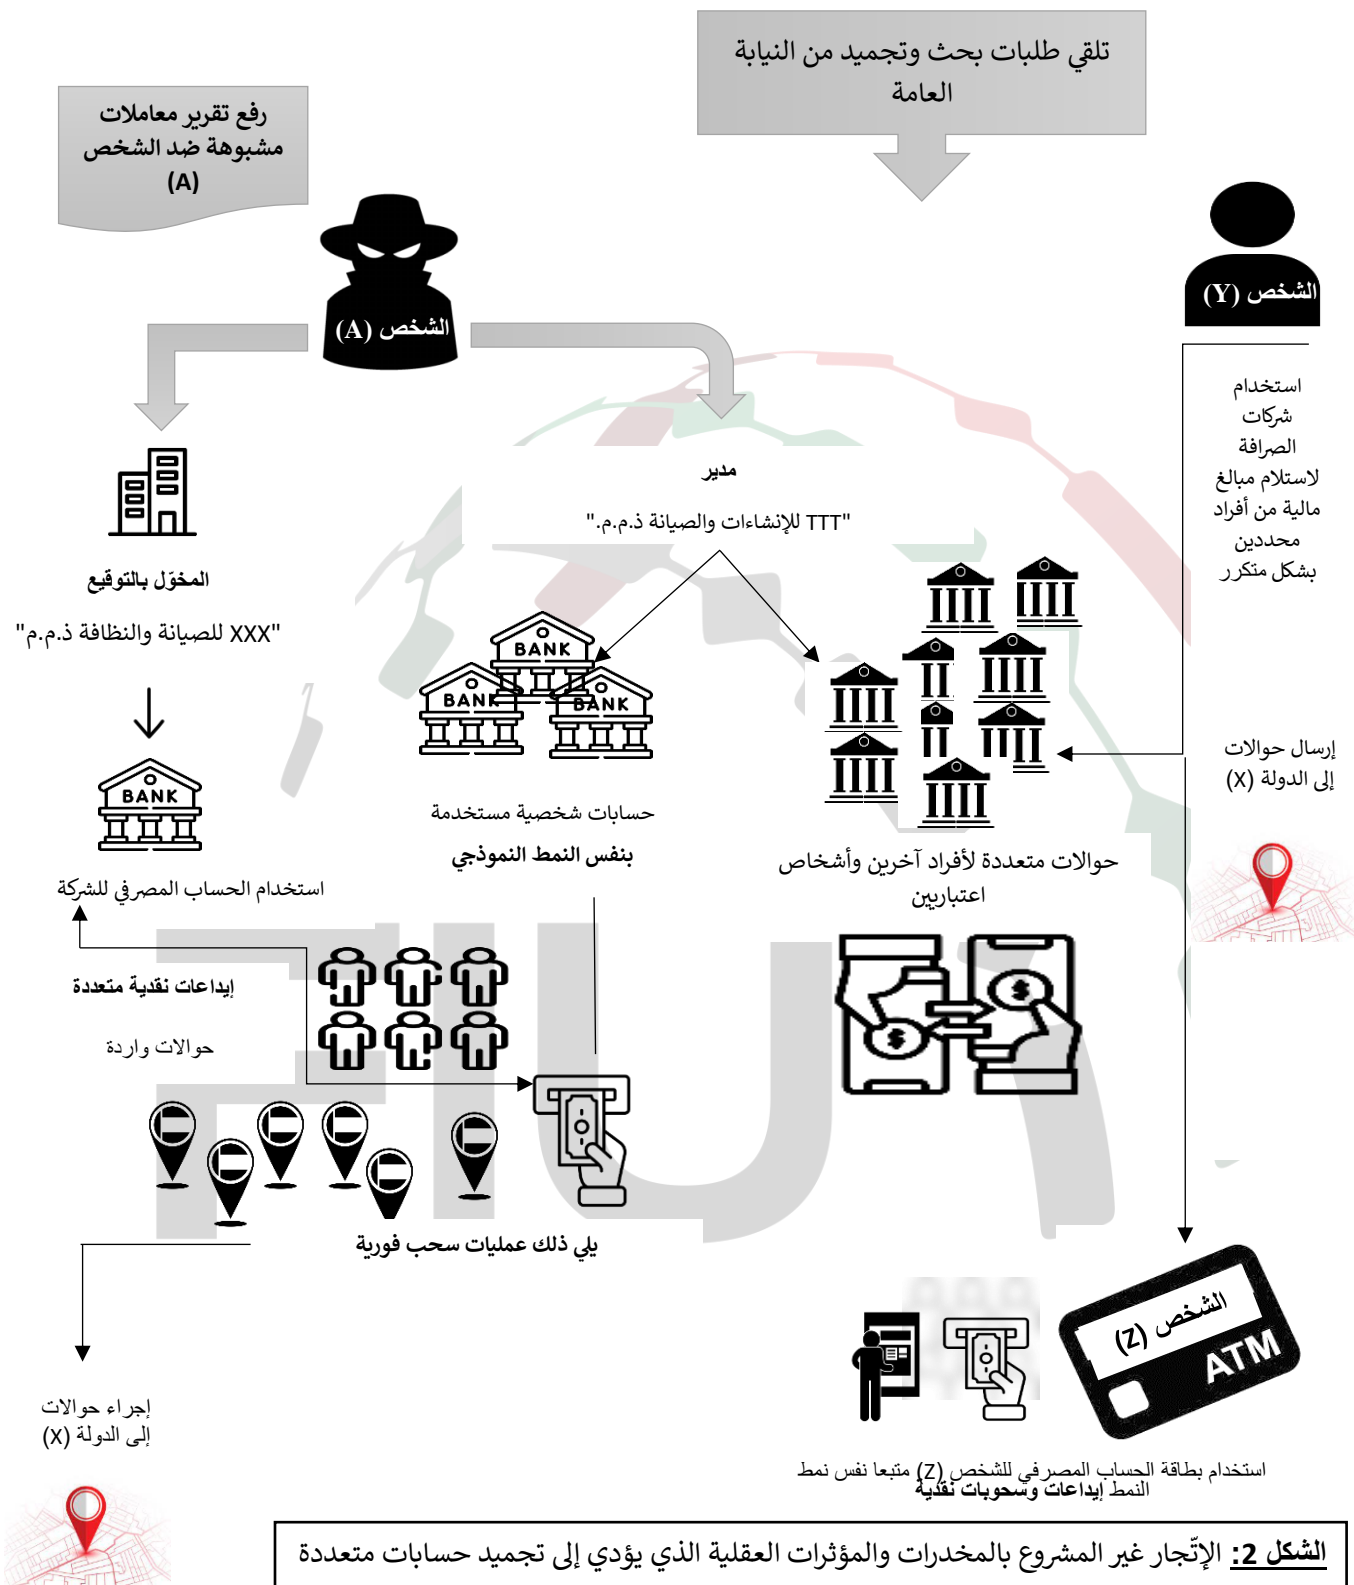 تلقي طلبات بحث وتجميد من النيابة
العامة
رفع تقرير معاملات
مشبوهة ضد الشخص
(A)
الشخص (A)
الشخص (Y)
استخدام
شركات
الصرافة
لاستلام مبالغ
مالية من أفراد
محددين
بشكل متكرر
مدير
"TTT للإنشاءات والصيانة ذ.م.م."
المخوّل بالتوقيع
"XXX للصيانة والنظافة ذ.م.م"
BANK
BANK
BANK
BANK
إرسال حوالات
إلى الدولة (X)
حسابات شخصية مستخدمة
بنفس النمط النموذجي
حوالات متعددة لأفراد آخرين وأشخاص
اعتباريين
استخدام الحساب المصرفي للشركة
إيداعات نقدية متعددة
حوالات واردة
FIU
يلي ذلك عمليات سحب فورية
الشخص (Z)
ATM
إجراء حوالات
إلى الدولة (X)
استخدام بطاقة الحساب المصرفي للشخص (Z) متبعا نفس نمط
النمط إيداعات وسحوبات نقدية
الشكل 2: الإتّجار غير المشروع بالمخدرات والمؤثرات العقلية الذي يؤدي إلى تجميد حسابات متعددة